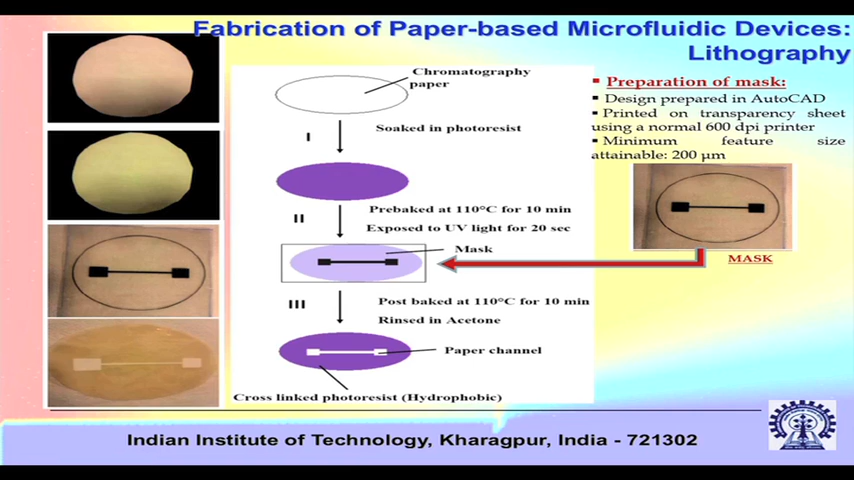 Fabrication of Paper-based Microfluidic Devices:
Lithography
Chromatography
paper
I
Soaked in photoresist
II
Prebaked at 110°C for 10 min
Exposed to UV light for 20 sec
Mask
III
Post baked at 110°C for 10 min
Rinsed in Acetone
Paper channel
Cross linked photoresist (Hydrophobic)
▪ Preparation of mask:
▪ Design prepared in AutoCAD
▪ Printed on transparency sheet
using a normal 600 dpi printer
▪ Minimum feature size
attainable: 200 µm
MASK
Indian Institute of Technology, Kharagpur, India - 721302